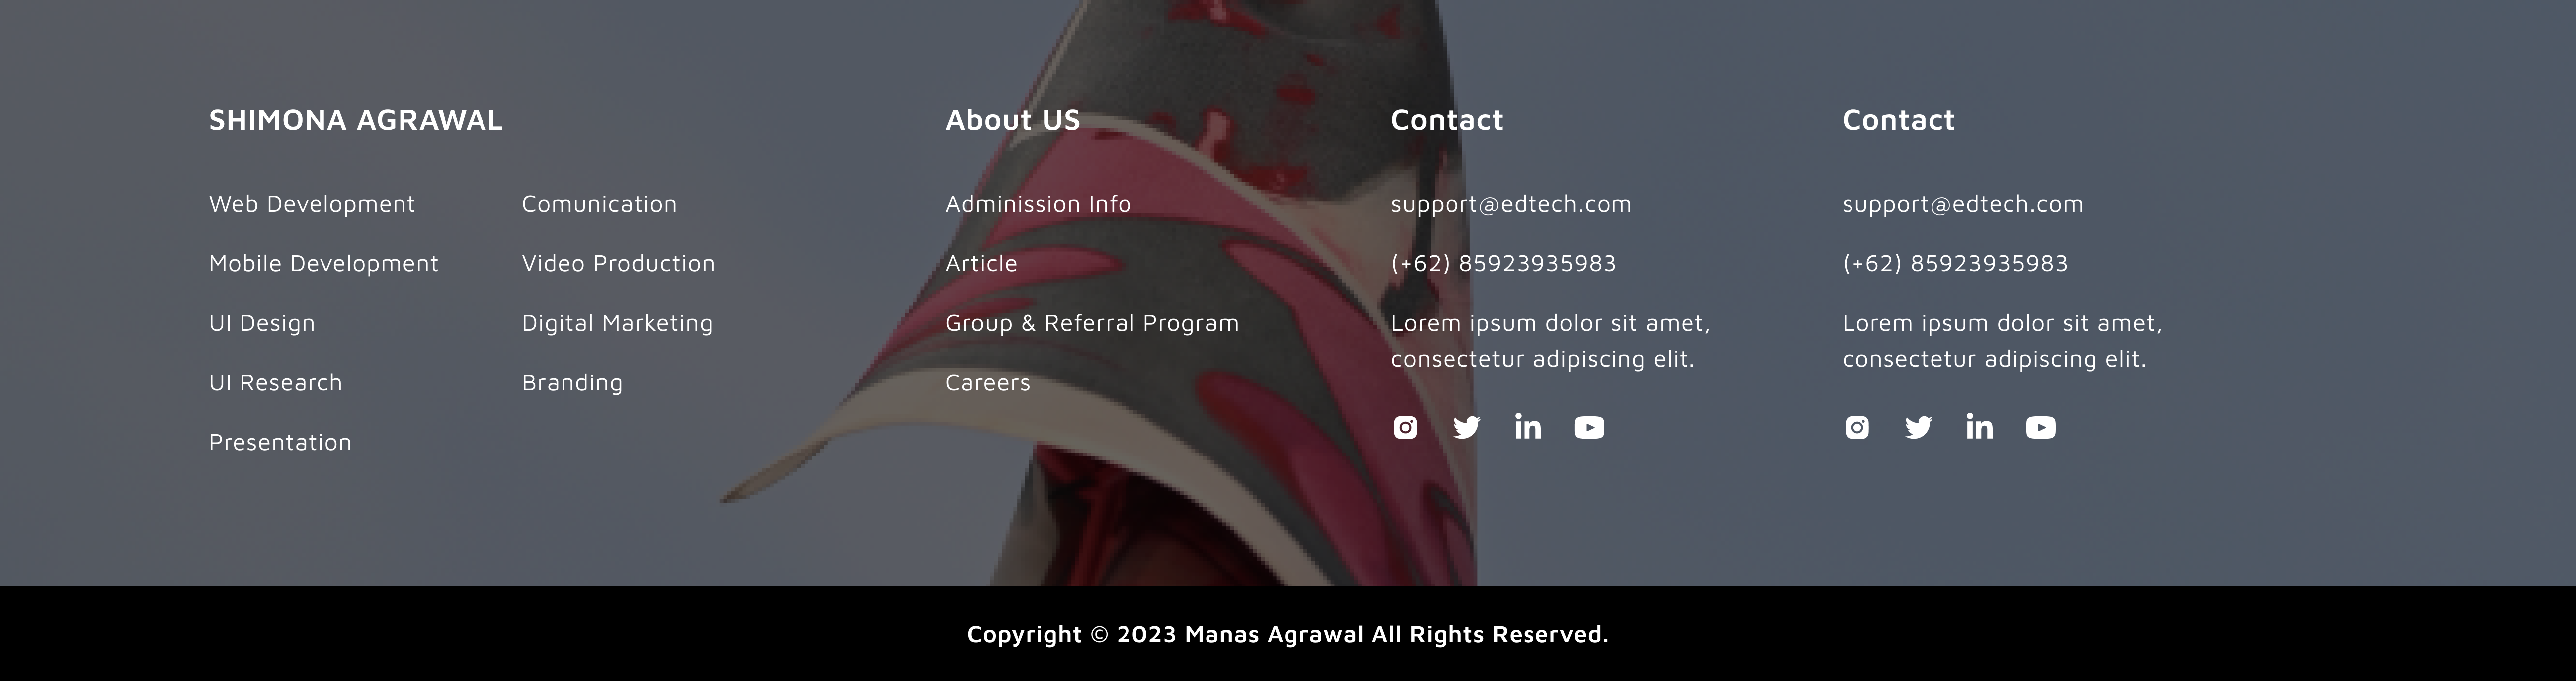 SHIMONA AGRAWAL
Web Development
Mobile Development
UI Design
UI Research
Presentation
Comunication
Video Production
Digital Marketing
Branding
About US
Adminission Info
Article
Group & Referral Program
Careers
Contact
support@edtech.com
(+62) 85923935983
Lorem ipsum dolor sit amet,
consectetur adipiscing elit.
Contact
support@edtech.com
(+62) 85923935983
Lorem ipsum dolor sit amet,
consectetur adipiscing elit.
Copyright © 2023 Manas Agrawal All Rights Reserved.